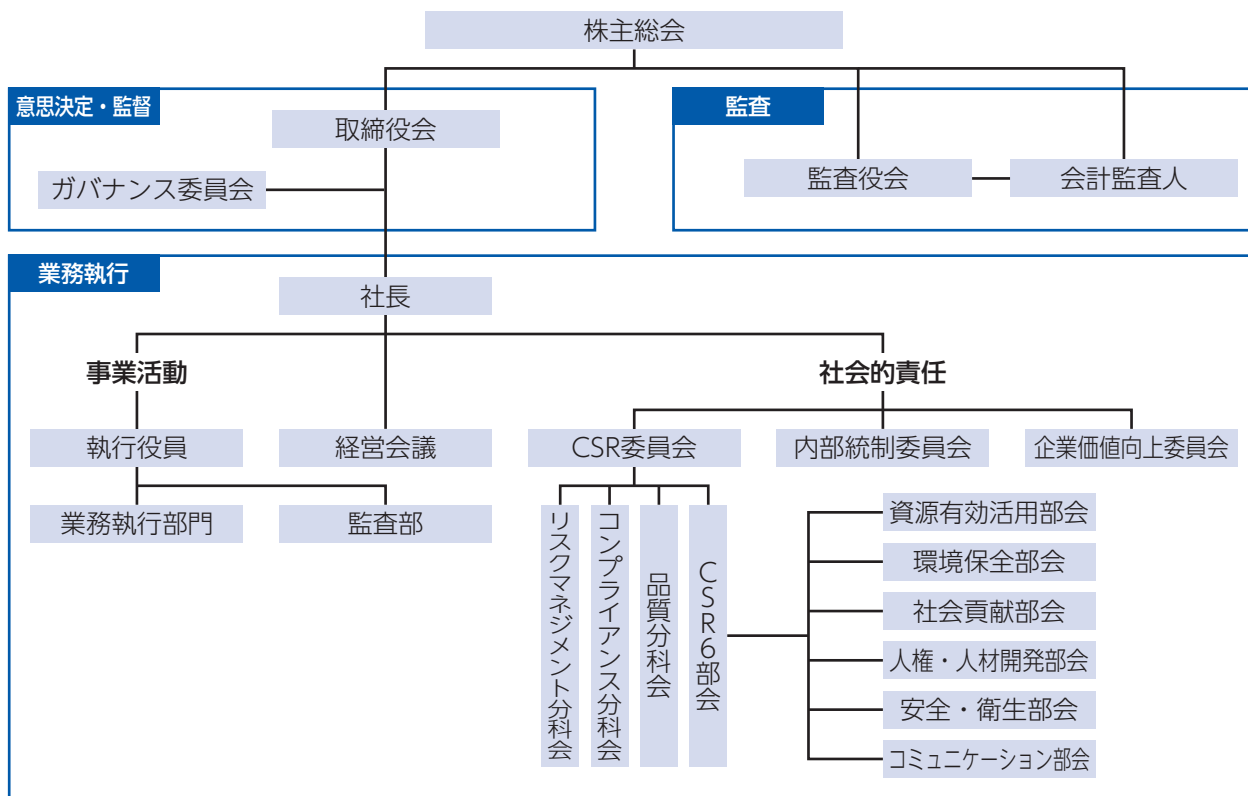 株主総会
意思決定・監督
監査
取締役会
ガバナンス委員会
監査役会
会計監査人
業務執行
社長
事業活動
社会的責任
執行役員
経営会議
CSR委員会
内部統制委員会
企業価値向上委員会
業務執行部門
監査部
リスクマネジメント分科会
コンプライアンス分科会
品質分科会
CSR6部会
資源有効活用部会
環境保全部会
社会貢献部会
人権・人材開発部会
安全・衛生部会
コミュニケーション部会